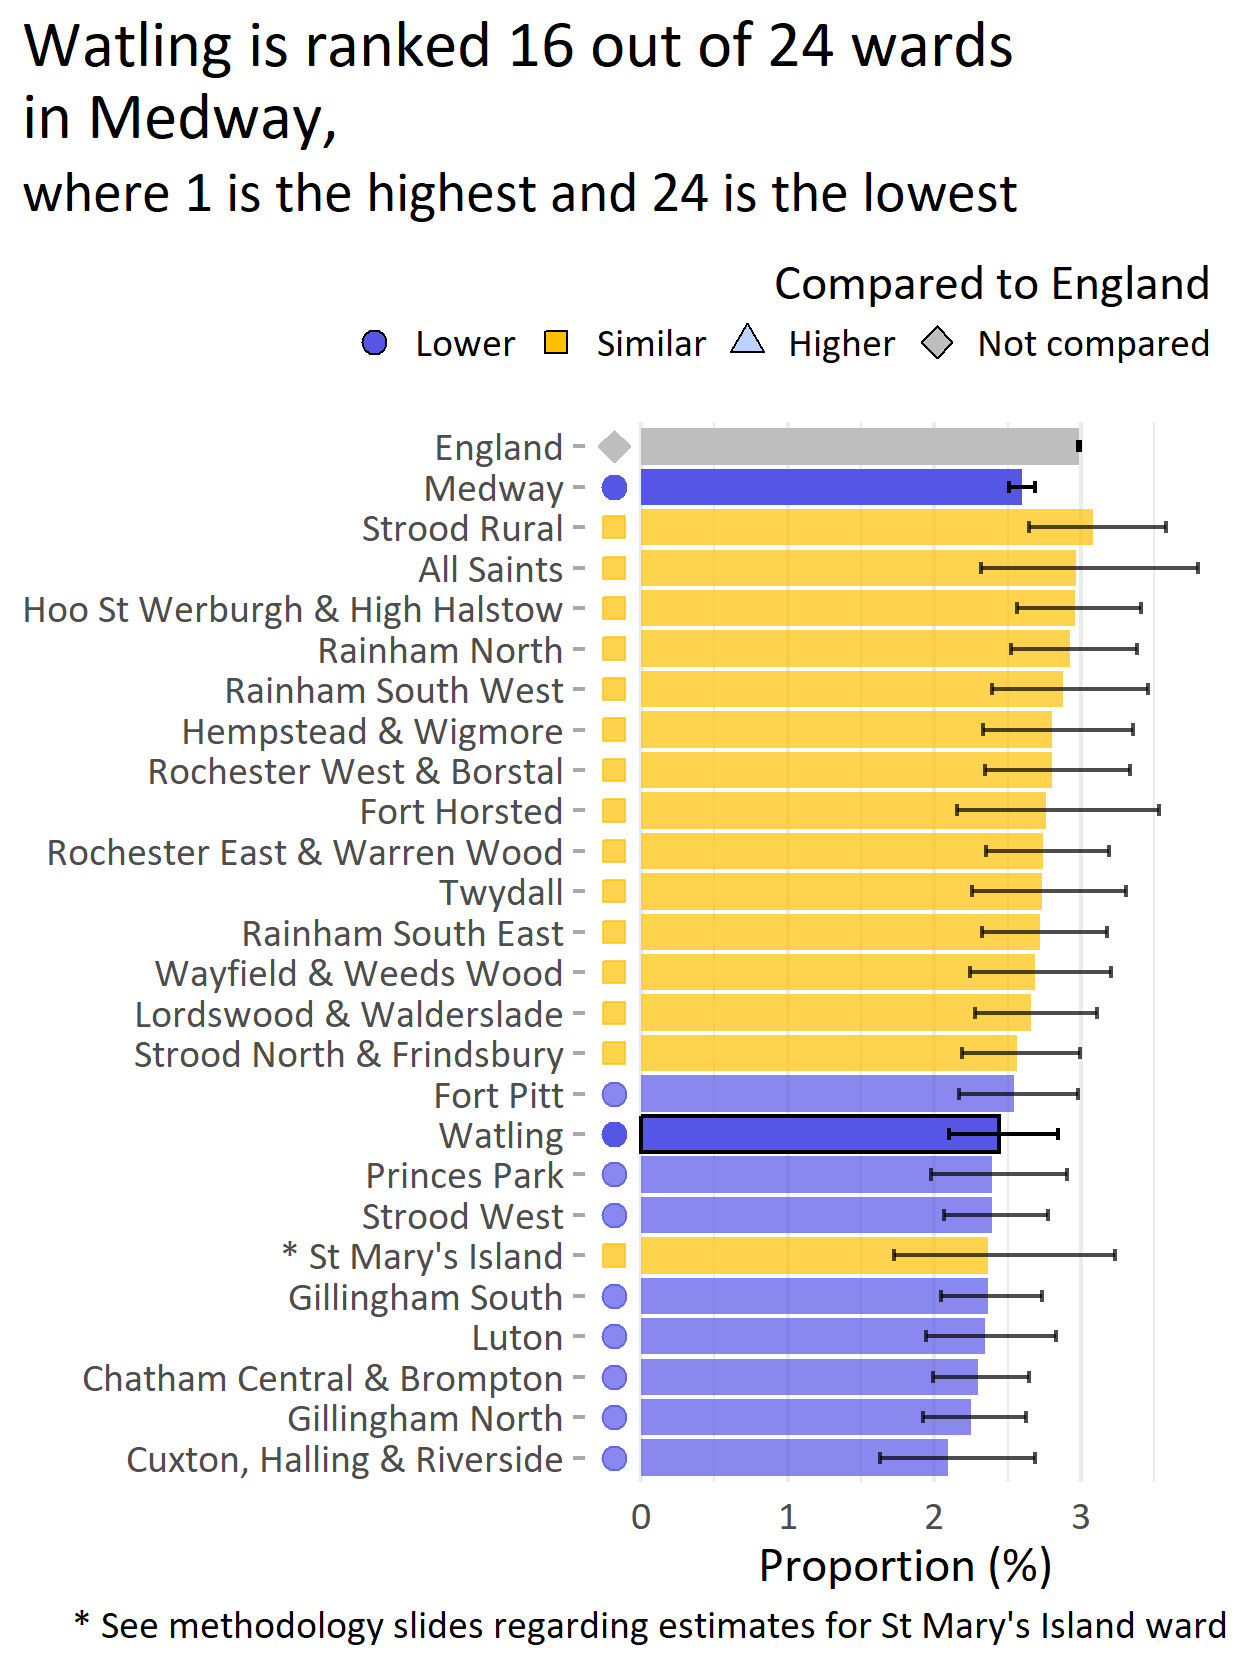 Watling is ranked 16 out of 24 wards
in Medway,
where 1 is the highest and 24 is the lowest
Compared to England
Lower Similar Higher Not compared
England
Medway
Strood Rural
All Saints
Hoo St Werburgh & High Halstow
Rainham North
Rainham South West
Hempstead & Wigmore
Rochester West & Borstal
Fort Horsted
Rochester East & Warren Wood
Twydall
Rainham South East
Wayfield & Weeds Wood
Lordswood & Walderslade
Strood North & Frindsbury
Fort Pitt
Watling
Princes Park
Strood West
* St Mary's Island
Gillingham South
Luton
Chatham Central & Brompton
Gillingham North
Cuxton, Halling & Riverside
0 1 2 3
Proportion (%)
* See methodology slides regarding estimates for St Mary's Island ward